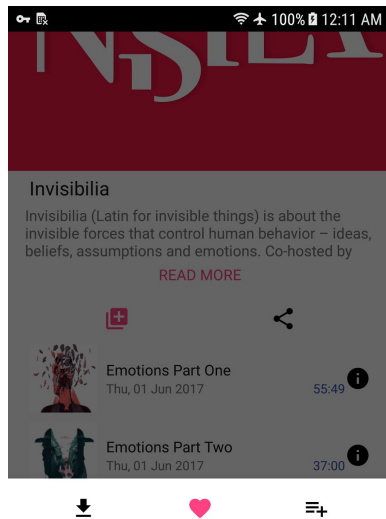 100% 12:11 AM
Invisibilia
Invisibilia (Latin for invisible things) is about the
invisible forces that control human behavior – ideas,
beliefs, assumptions and emotions. Co-hosted by
READ MORE
Emotions Part One
Thu, 01 Jun 2017
55:49
Emotions Part Two
Thu, 01 Jun 2017
37:00